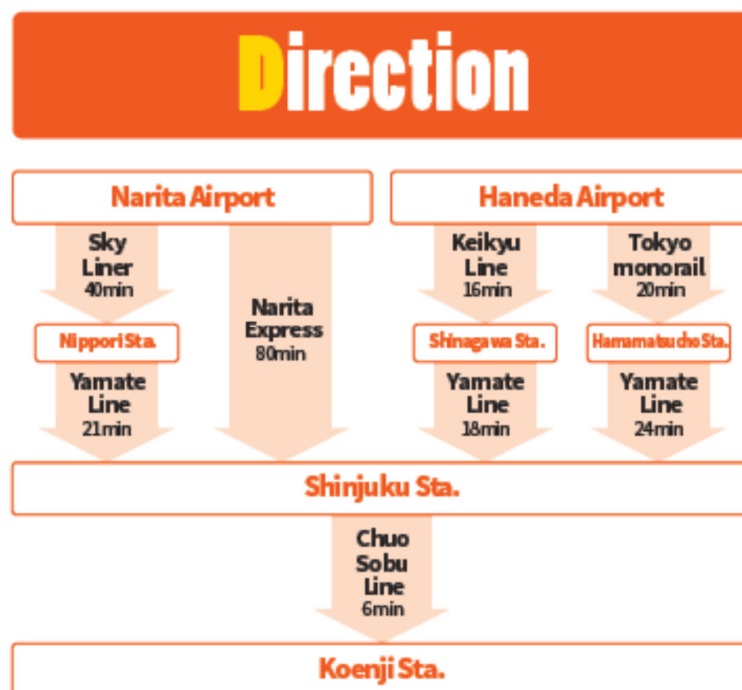 Direction
Narita Airport
Haneda Airport
Sky
Liner
40min
Narita
Express
80min
Keikyu
Line
16min
Tokyo
monorail
20min
Nippori Sta.
Shinagawa Sta.
Hamamatsucho Sta.
Yamate
Line
21min
Yamate
Line
18min
Yamate
Line
24min
Shinjuku Sta.
Chuo
Sobu
Line
6min
Koenji Sta.